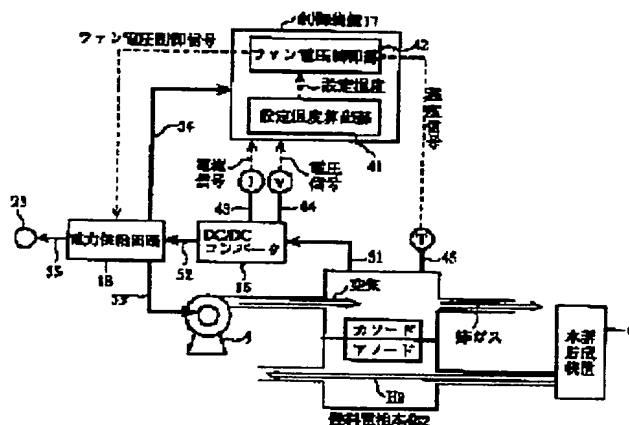 制御装置17
ファン電圧制御信号
ファン電圧制御部
42
設定温度
設定温度算出部
41
温度信号
34
電流信号
電圧信号
I
V
43
44
23
電力供給回路
DC/DC
コンバータ
T
35
18
52
16
51
45
33
空気
9
カソード
アノード
排ガス
水素
装置
H2
燃料電池本体2